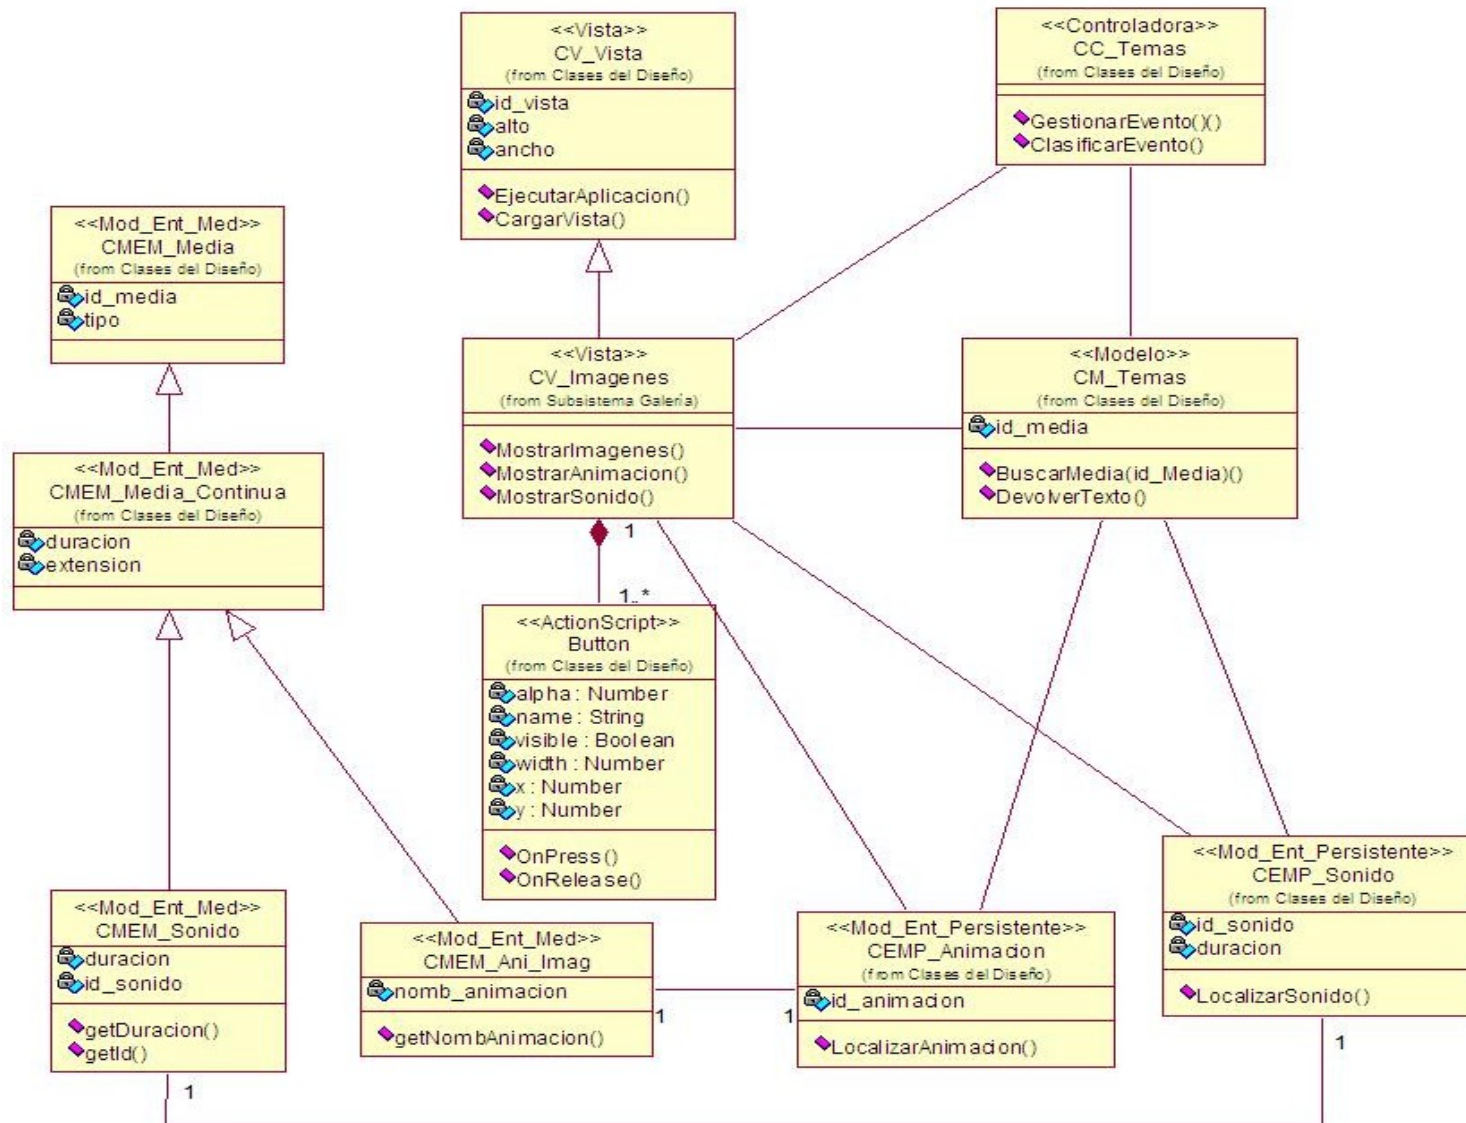 <<Vista>>
CV_Vista
(from Clases del Diseño)
id_vista
alto
ancho
EjecutarAplicacion()
CargarVista()
<<Controladora>>
CC_Temas
(from Clases del Diseño)
GestionarEvento()()
ClasificarEvento()
<<Mod_Ent_Med>>
CMEM_Media
(from Clases del Diseño)
id_media
tipo
<<Vista>>
CV_Imagenes
(from Subsistema Galería)
MostrarImagenes()
MostrarAnimacion()
MostrarSonido()
<<Modelo>>
CM_Temas
(from Clases del Diseño)
id_media
BuscarMedia(id_Media)()
DevolverTexto()
<<Mod_Ent_Med>>
CMEM_Media_Continua
(from Clases del Diseño)
duracion
extension
1
1..*
<<ActionScript>>
Button
(from Clases del Diseño)
alpha : Number
name : String
visible : Boolean
width : Number
x : Number
y : Number
OnPress()
OnRelease()
<<Mod_Ent_Med>>
CMEM_Sonido
duracion
id_sonido
getDuracion()
getId()
1
<<Mod_Ent_Med>>
CMEM_Ani_Imag
nomb_animacion
getNombAnimacion()
1
1
<<Mod_Ent_Persistente>>
CEMP_Animacion
(from Clases del Diseño)
id_animacion
LocalizarAnimacion()
<<Mod_Ent_Persistente>>
CEMP_Sonido
(from Clases del Diseño)
id_sonido
duracion
LocalizarSonido()
1